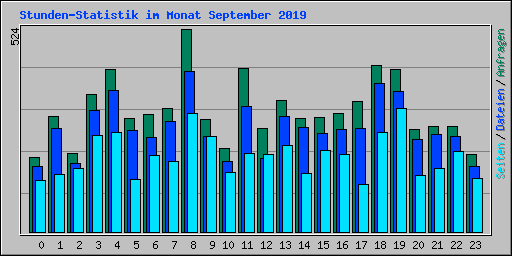 Stunden-Statistik im Monat September 2019
524
Seiten / Dateien / Anfragen
0 1 2 3 4 5 6 7 8 9 10 11 12 13 14 15 16 17 18 19 20 21 22 23